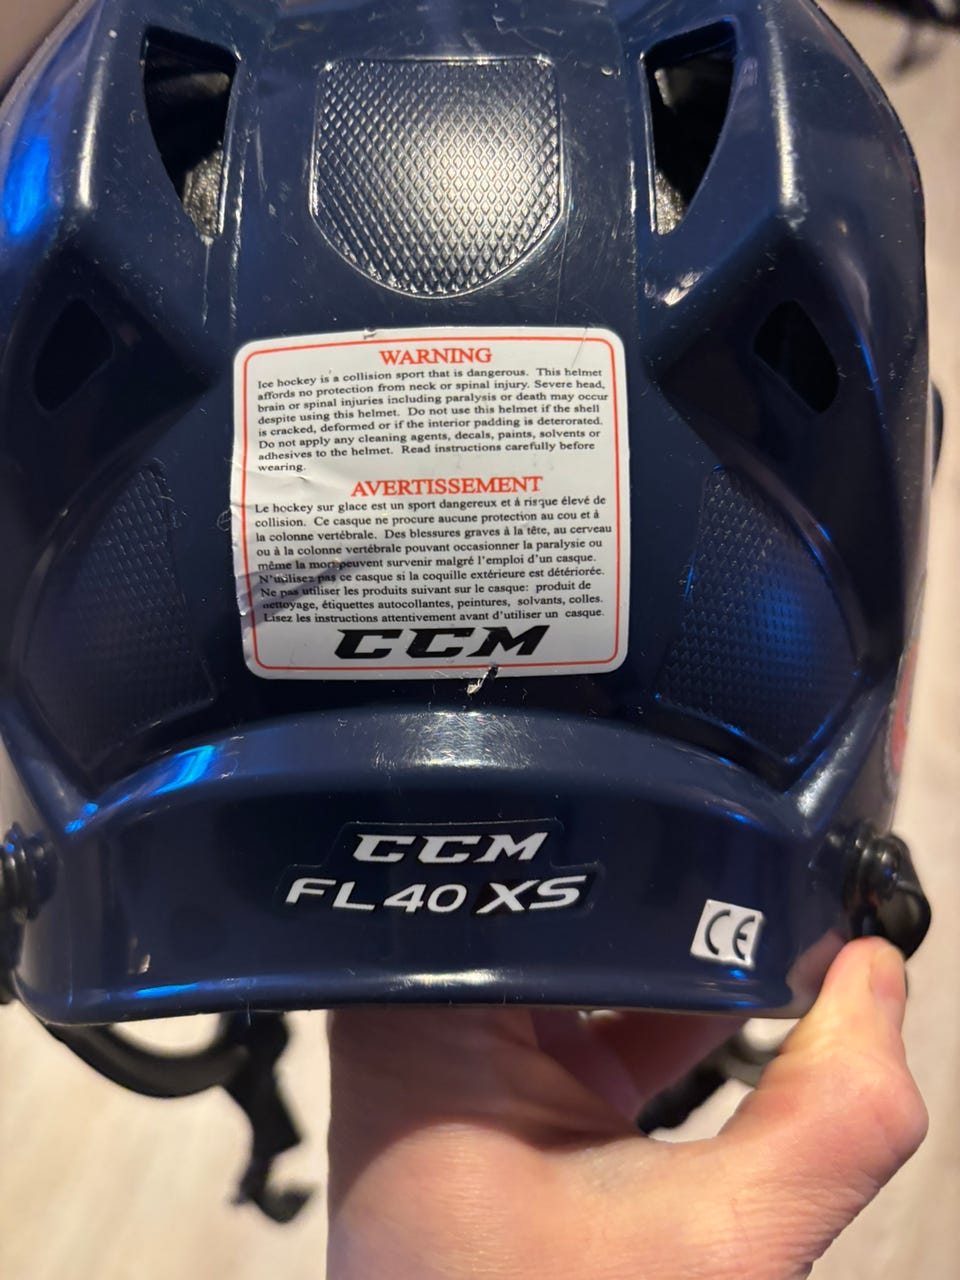 WARNING
Ice hockey is a collision sport that is dangerous. This helmet
affords no protection from neck or spinal injury. Severe head,
brain or spinal injuries including paralysis or death may occur
despite using this helmet. Do not use this helmet if the shell
is cracked, deformed or if the interior padding is deterorated.
Do not apply any cleaning agents, decals, paints, solvents or
adhesives to the helmet. Read instructions carefully before
wearing.
AVERTISSEMENT
Le hockey sur glace est un sport dangereux et à risque élevé de
collision. Ce casque ne procure aucune protection au cou et à
la colonne vertébrale. Des blessures graves à la tête, au cerveau
ou à la colonne vertébrale pouvant occasionner la paralysie ou
même la mort peuvent survenir malgré l'emploi d'un casque.
N'utilisez pas ce casque si la coquille extérieure est détériorée.
Ne pas utiliser les produits suivant sur le casque: produit de
nettoyage, étiquettes autocollantes, peintures, solvants, colles.
Lisez les instructions attentivement avant d'utiliser un casque.
CCM
CCM
FL40 XS
CE